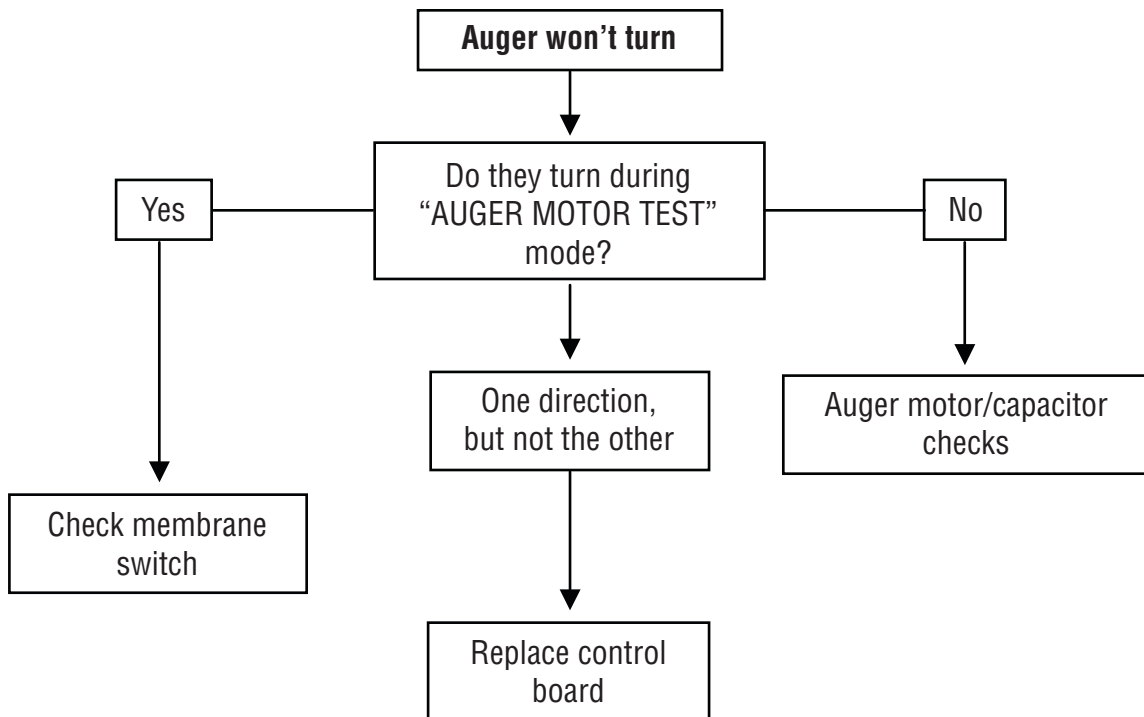 Auger won’t turn
Do they turn during
“AUGER MOTOR TEST”
mode?
Yes
No
One direction,
but not the other
Auger motor/capacitor
checks
Check membrane
switch
Replace control
board